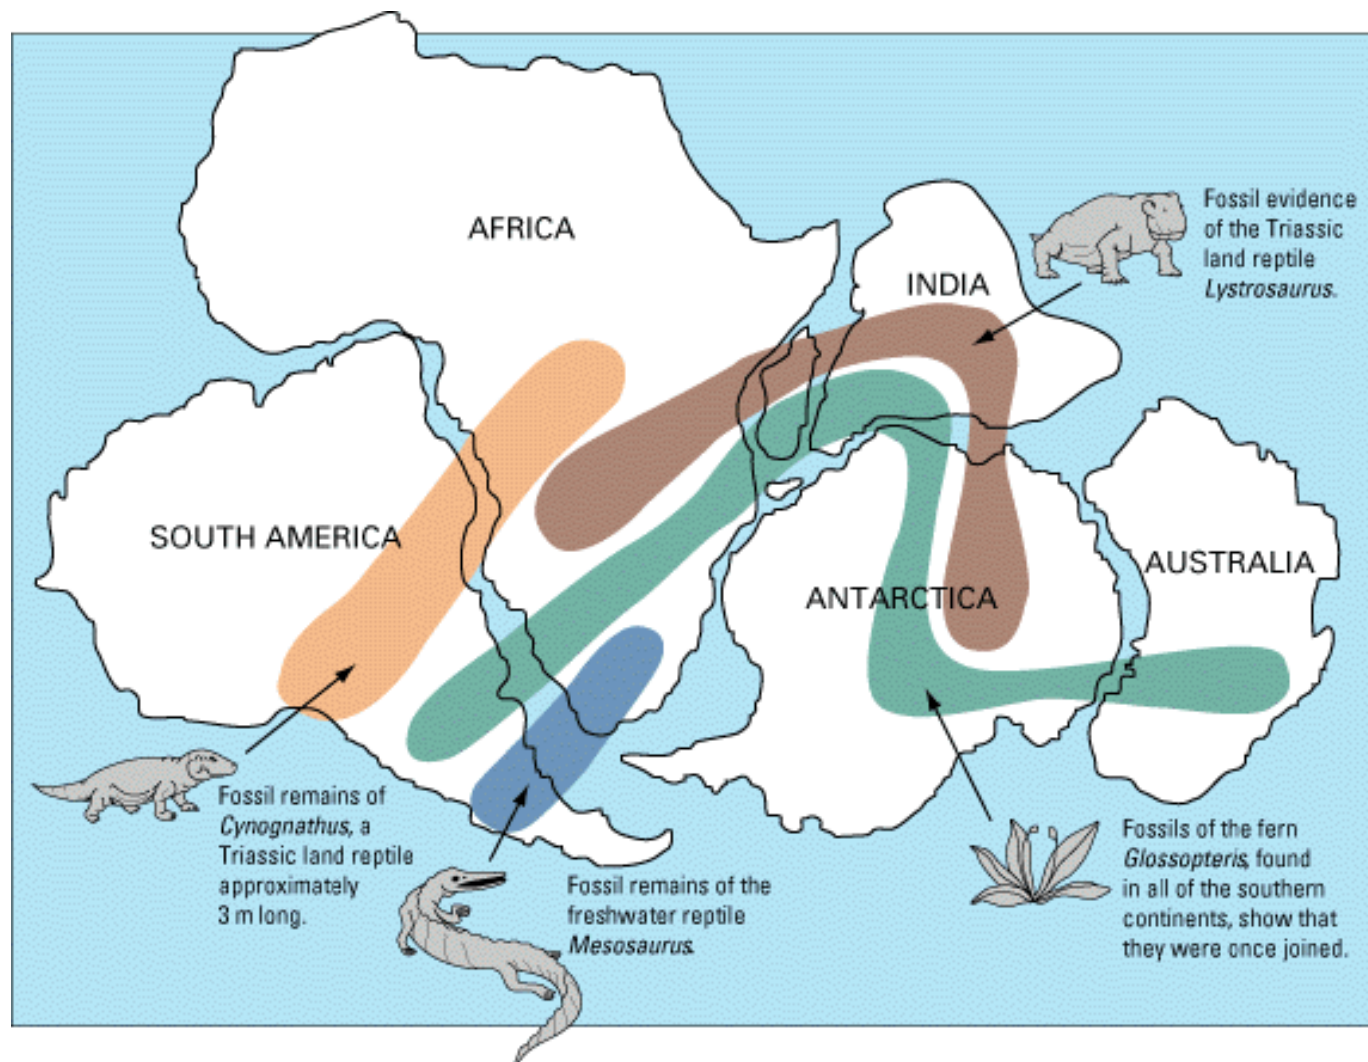 AFRICA
INDIA
Fossil evidence
of the Triassic
land reptile
Lystrosaurus.
SOUTH AMERICA
ANTARCTICA
AUSTRALIA
Fossil remains of
Cynognathus, a
Triassic land reptile
approximately
3 m long.
Fossil remains of the
freshwater reptile
Mesosaurus.
Fossils of the fern
Glossopteris, found
in all of the southern
continents, show that
they were once joined.